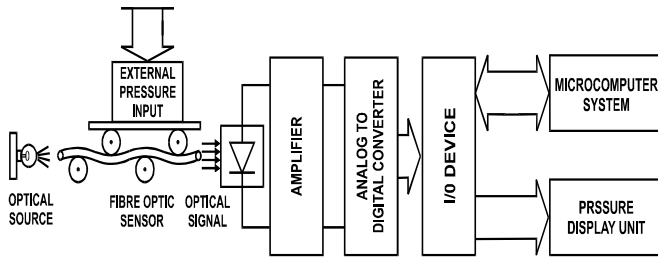 EXTERNAL
PRESSURE
INPUT
OPTICAL
SOURCE
FIBRE OPTIC
SENSOR
OPTICAL
SIGNAL
AMPLIFIER
ANALOG TO
DIGITAL CONVERTER
I/0 DEVICE
MICROCOMPUTER
SYSTEM
PRSSURE
DISPLAY UNIT